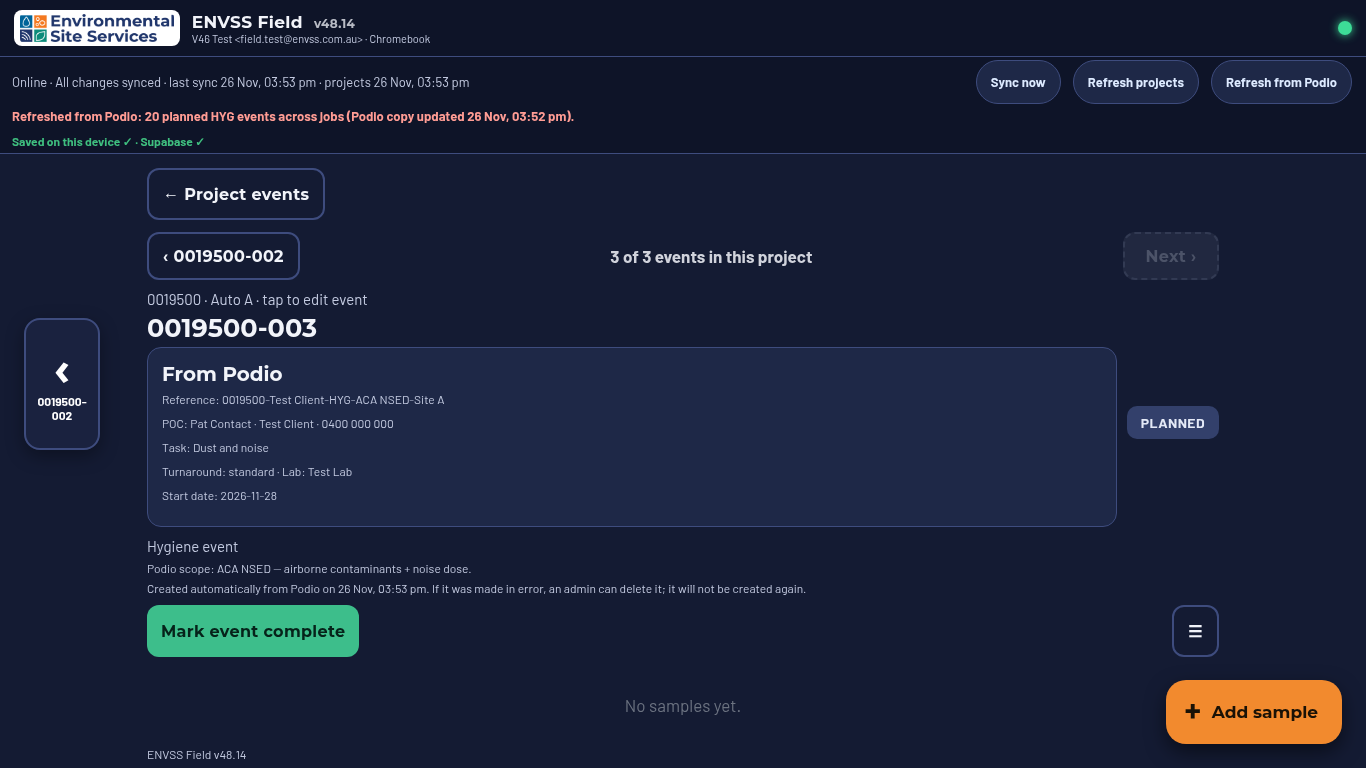 Environmental
Site Services
ENVSS Field v48.14
V46 Test <field.test@envss.com.au> · Chromebook
Online · All changes synced · last sync 26 Nov, 03:53 pm · projects 26 Nov, 03:53 pm
Sync now
Refresh projects
Refresh from Podio
Refreshed from Podio: 20 planned HYG events across jobs (Podio copy updated 26 Nov, 03:52 pm).
Saved on this device ✓ · Supabase ✓
← Project events
‹ 0019500-002
3 of 3 events in this project
Next ›
0019500 · Auto A · tap to edit event
0019500-003
‹
0019500-
002
From Podio
Reference: 0019500-Test Client-HYG-ACA NSED-Site A
POC: Pat Contact · Test Client · 0400 000 000
Task: Dust and noise
Turnaround: standard · Lab: Test Lab
Start date: 2026-11-28
PLANNED
Hygiene event
Podio scope: ACA NSED — airborne contaminants + noise dose.
Created automatically from Podio on 26 Nov, 03:53 pm. If it was made in error, an admin can delete it; it will not be created again.
Mark event complete
☰
No samples yet.
+ Add sample
ENVSS Field v48.14